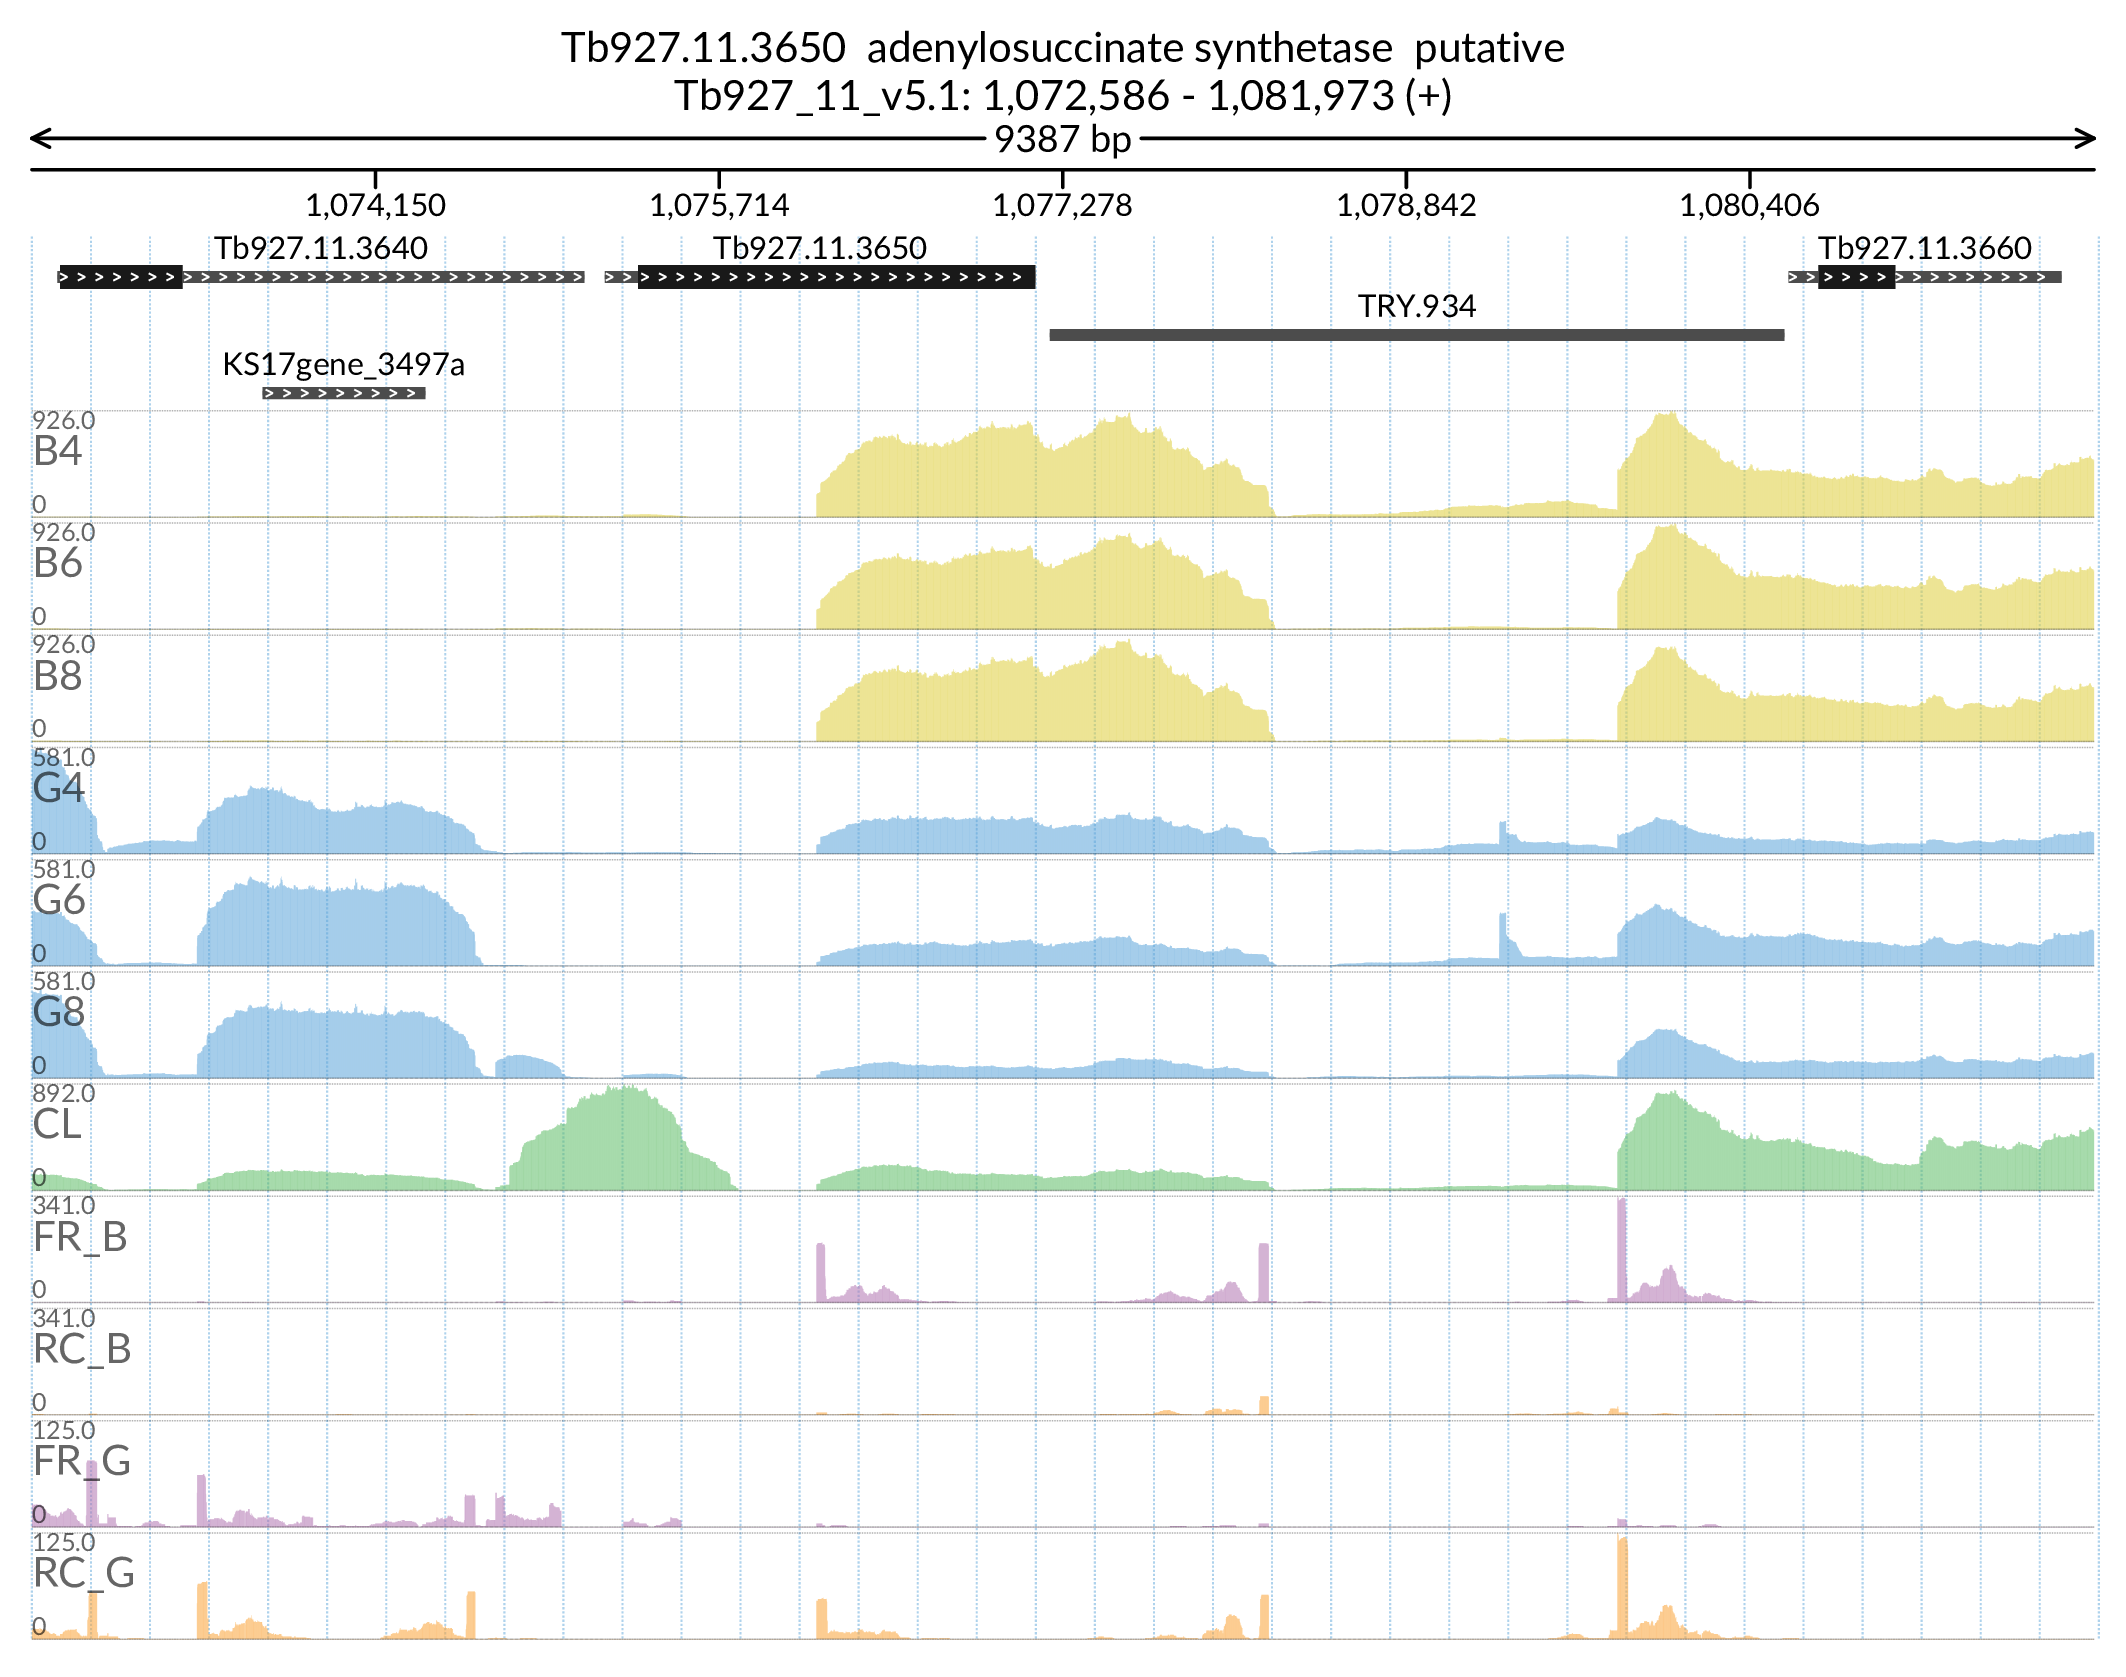 Tb927.11.3650 adenylosuccinate synthetase putative
Tb927_11_v5.1: 1,072,586 - 1,081,973 (+)
9387 bp
1,074,150 1,075,714 1,077,278 1,078,842 1,080,406
Tb927.11.3640 Tb927.11.3650 Tb927.11.3660
TRY.934
KS17gene_3497a
926.0
B4
0
926.0
B6
0
926.0
B8
0
581.0
G4
0
581.0
G6
0
581.0
G8
0
892.0
CL
0
341.0
FR_B
0
341.0
RC_B
0
125.0
FR_G
0
125.0
RC_G
0